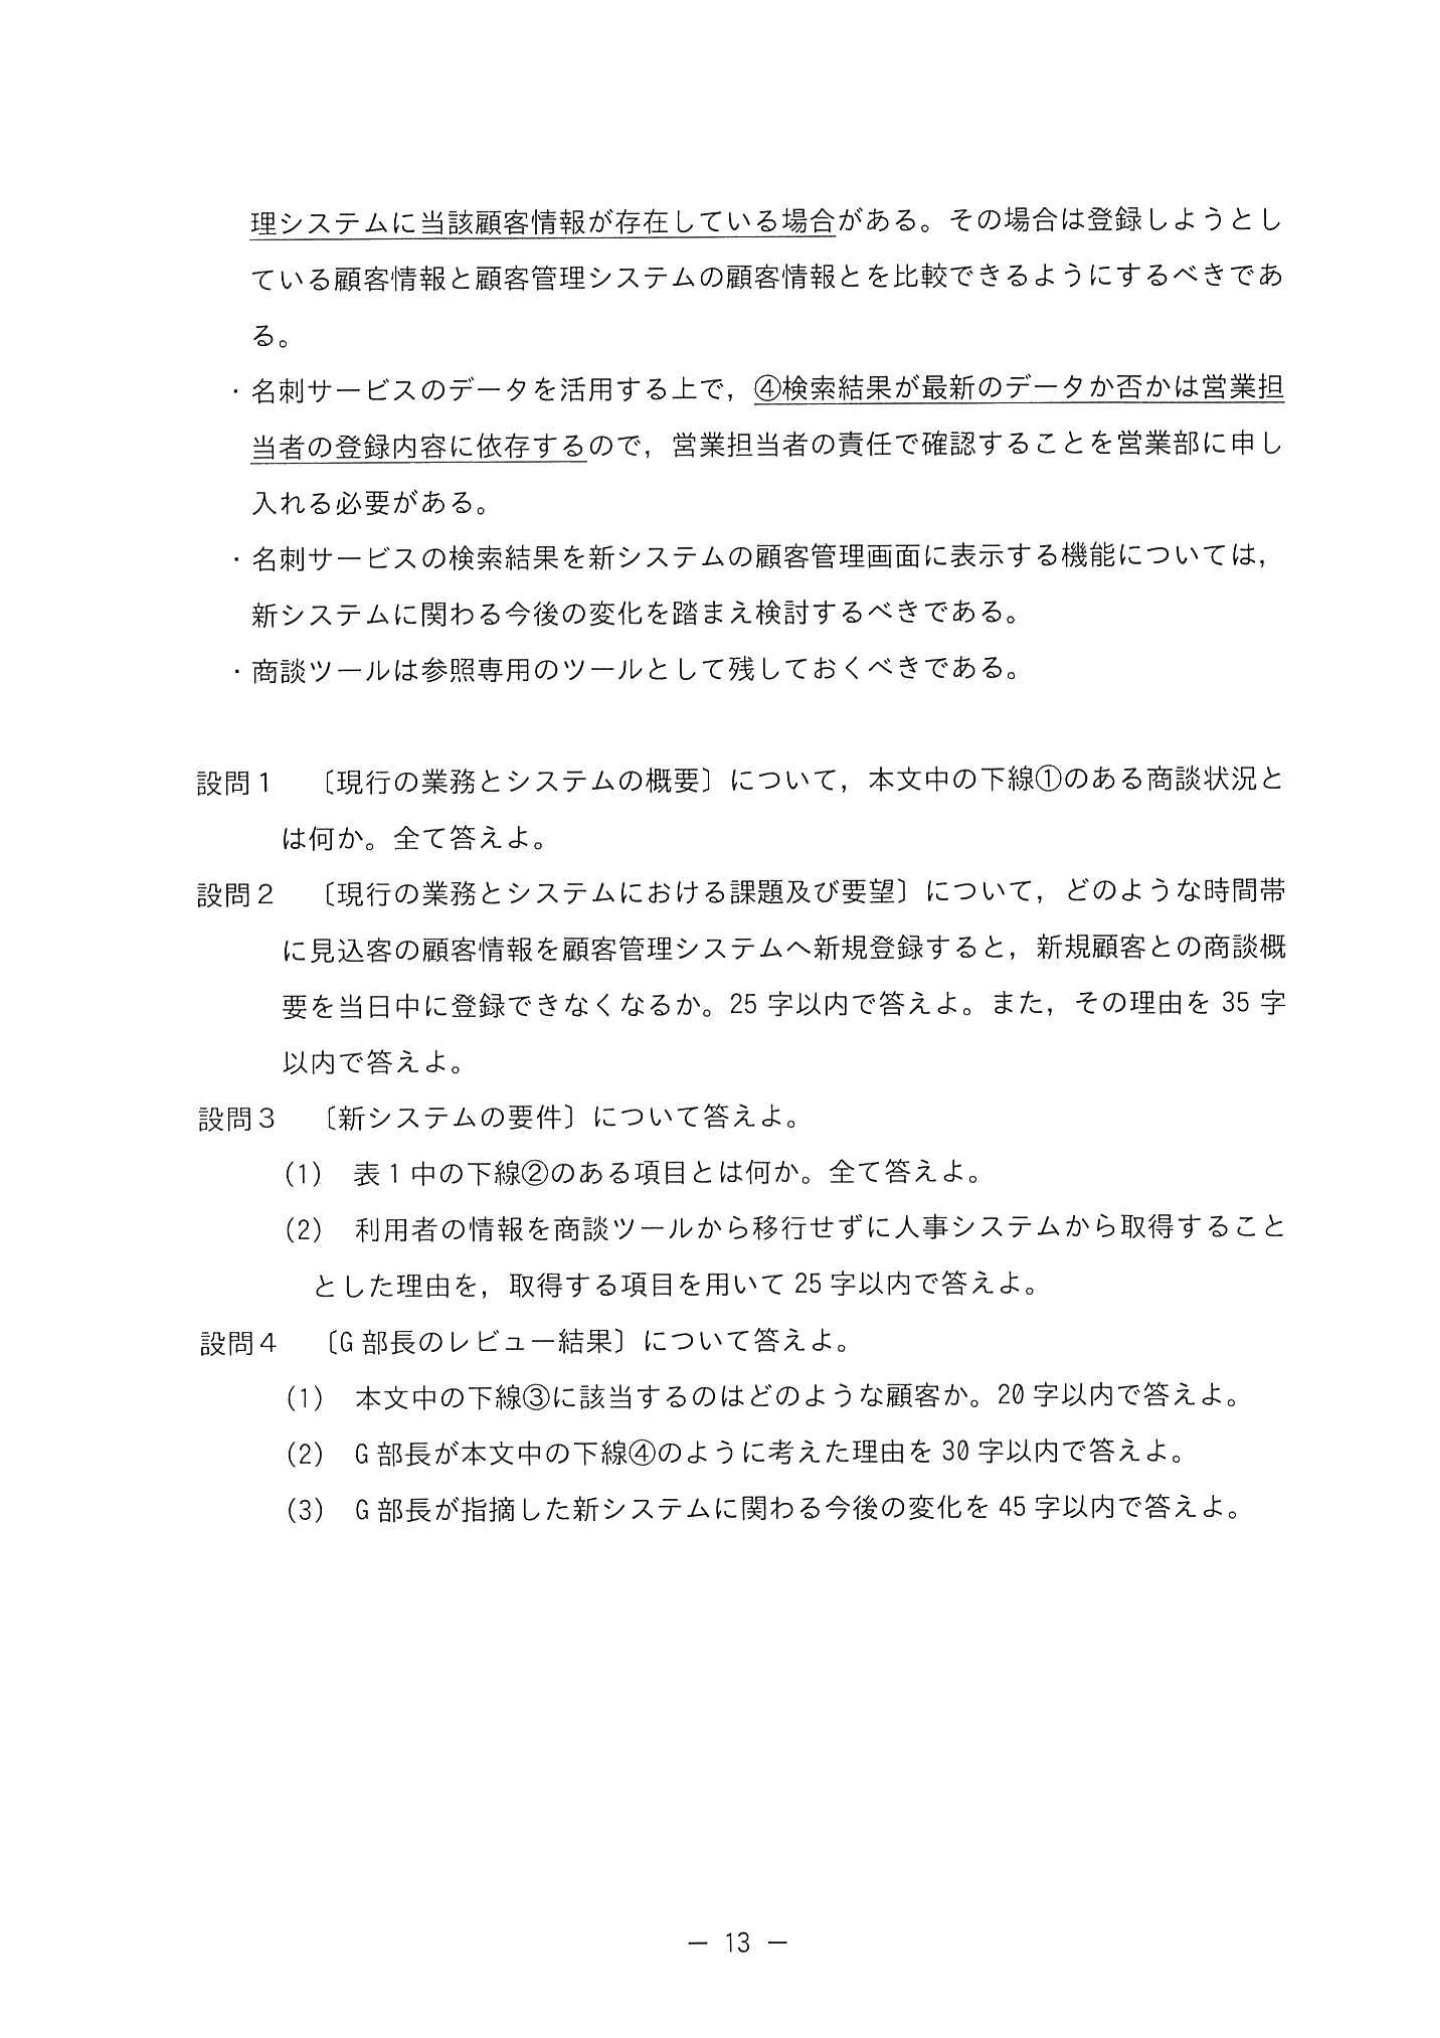 理システムに当該顧客情報が存在している場合がある。その場合は登録しようとし
ている顧客情報と顧客管理システムの顧客情報とを比較できるようにするべきであ
る。
・名刺サービスのデータを活用する上で，④検索結果が最新のデータか否かは営業担
当者の登録内容に依存するので，営業担当者の責任で確認することを営業部に申し
入れる必要がある。
・名刺サービスの検索結果を新システムの顧客管理画面に表示する機能については，
新システムに関わる今後の変化を踏まえ検討するべきである。
・商談ツールは参照専用のツールとして残しておくべきである。
設問１　〔現行の業務とシステムの概要〕について，本文中の下線①のある商談状況と
は何か。全て答えよ。
設問２　〔現行の業務とシステムにおける課題及び要望〕について，どのような時間帯
に見込客の顧客情報を顧客管理システムへ新規登録すると，新規顧客との商談概
要を当日中に登録できなくなるか。25 字以内で答えよ。また，その理由を 35 字
以内で答えよ。
設問３　〔新システムの要件〕について答えよ。
(1)　表 1 中の下線②のある項目とは何か。全て答えよ。
(2)　利用者の情報を商談ツールから移行せずに人事システムから取得すること
とした理由を，取得する項目を用いて 25 字以内で答えよ。
設問４　〔G 部長のレビュー結果〕について答えよ。
(1)　本文中の下線③に該当するのはどのような顧客か。20 字以内で答えよ。
(2)　G 部長が本文中の下線④のように考えた理由を 30 字以内で答えよ。
(3)　G 部長が指摘した新システムに関わる今後の変化を 45 字以内で答えよ。
－ 13 －